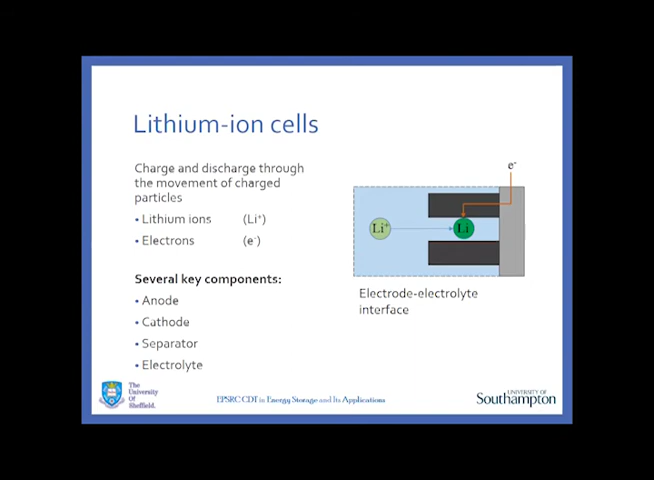 Lithium-ion cells
Charge and discharge through
the movement of charged
particles
• Lithium ions (Li⁺)
• Electrons (e⁻)
Several key components:
• Anode
• Cathode
• Separator
• Electrolyte
e⁻
Li⁺
Li
Electrode-electrolyte
interface
The
University
Of
Sheffield.
EPSRC CDT in Energy Storage and Its Applications
UNIVERSITY OF
Southampton